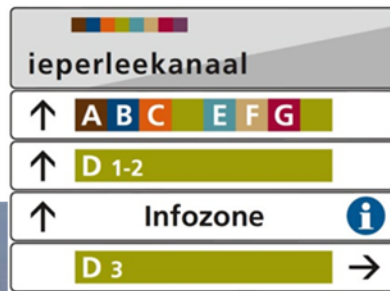 ieperleekanaal
↑ A B C E F G
↑ D 1-2
↑ Infozone i
D 3 →